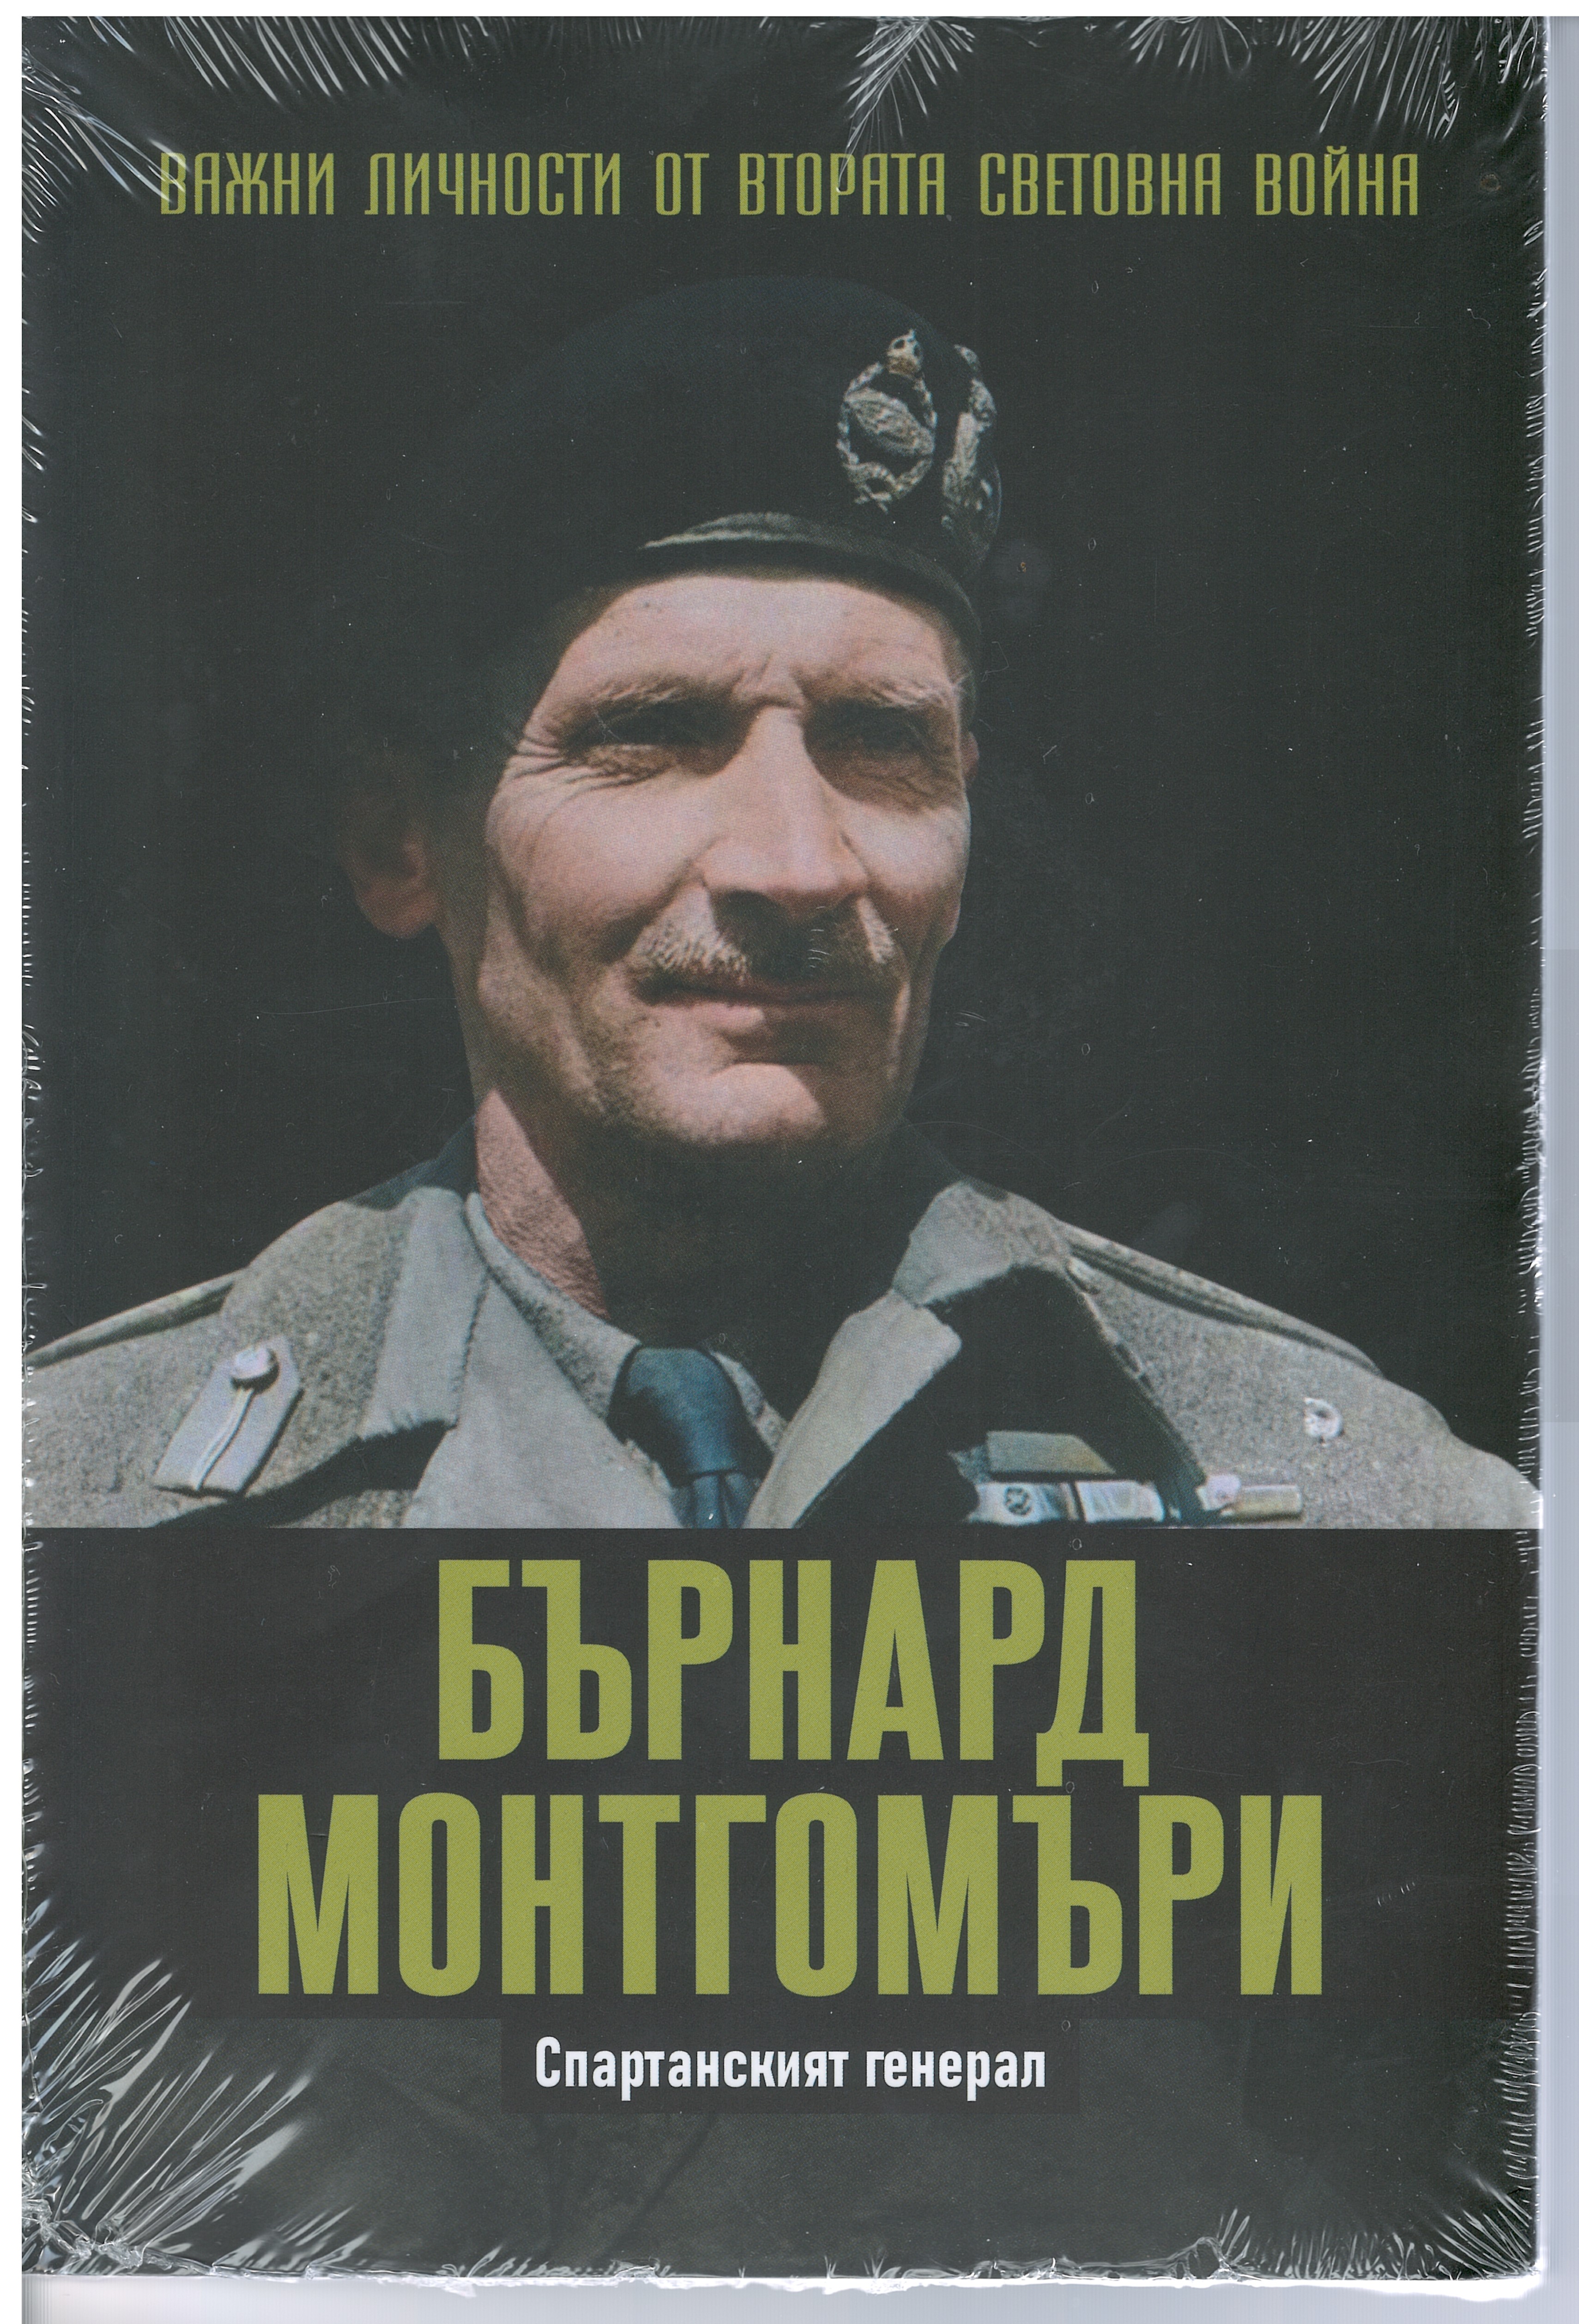 ВАЖНИ ЛИЧНОСТИ ОТ ВТОРАТА СВЕТОВНА ВОЙНА
БЪРНАРД
МОНТГОМЪРИ
Спартанският генерал